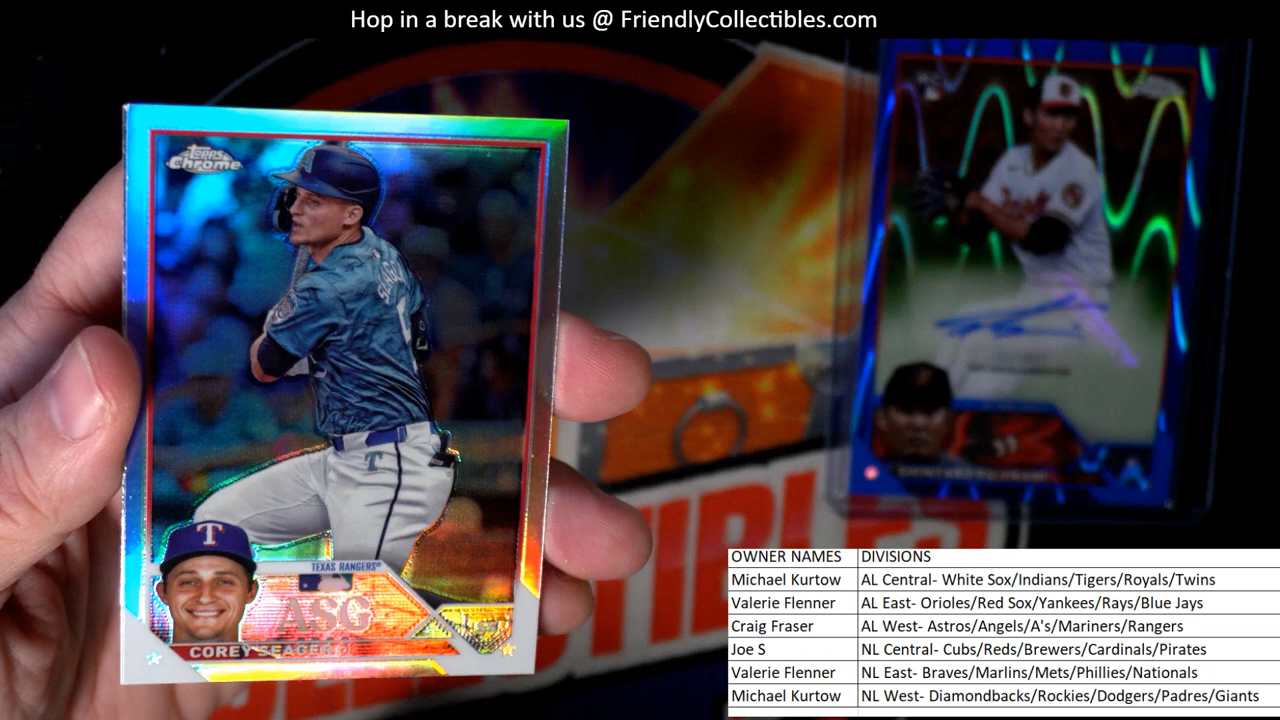 Hop in a break with us @ FriendlyCollectibles.com
Topps
Chrome
SEAGER
T
T
TEXAS RANGERS®
ASG
COREY SEAGER
OWNER NAMES DIVISIONS
Michael Kurtow AL Central- White Sox/Indians/Tigers/Royals/Twins
Valerie Flenner AL East- Orioles/Red Sox/Yankees/Rays/Blue Jays
Craig Fraser AL West- Astros/Angels/A's/Mariners/Rangers
Joe S NL Central- Cubs/Reds/Brewers/Cardinals/Pirates
Valerie Flenner NL East- Braves/Marlins/Mets/Phillies/Nationals
Michael Kurtow NL West- Diamondbacks/Rockies/Dodgers/Padres/Giants